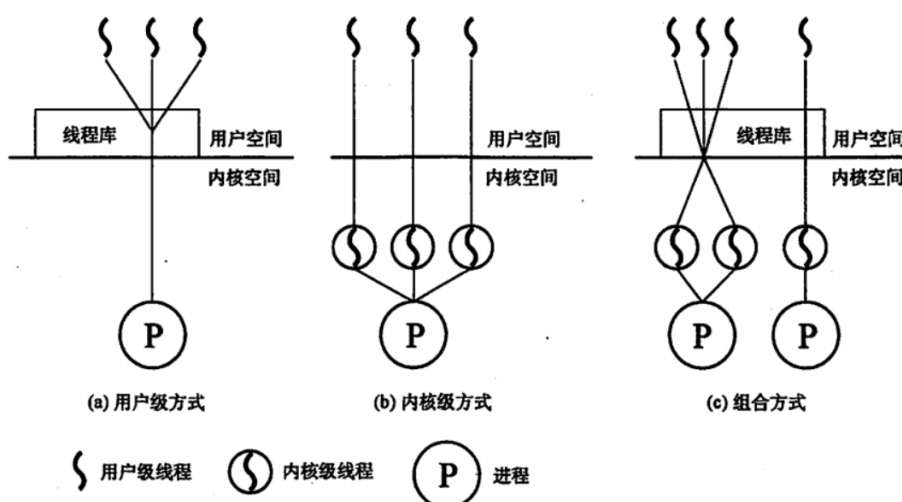 线程库 用户空间
内核空间
P
(a) 用户级方式
用户空间
内核空间
P
(b) 内核级方式
线程库 用户空间
内核空间
P P
(c) 组合方式
用户级线程 内核级线程 P 进程